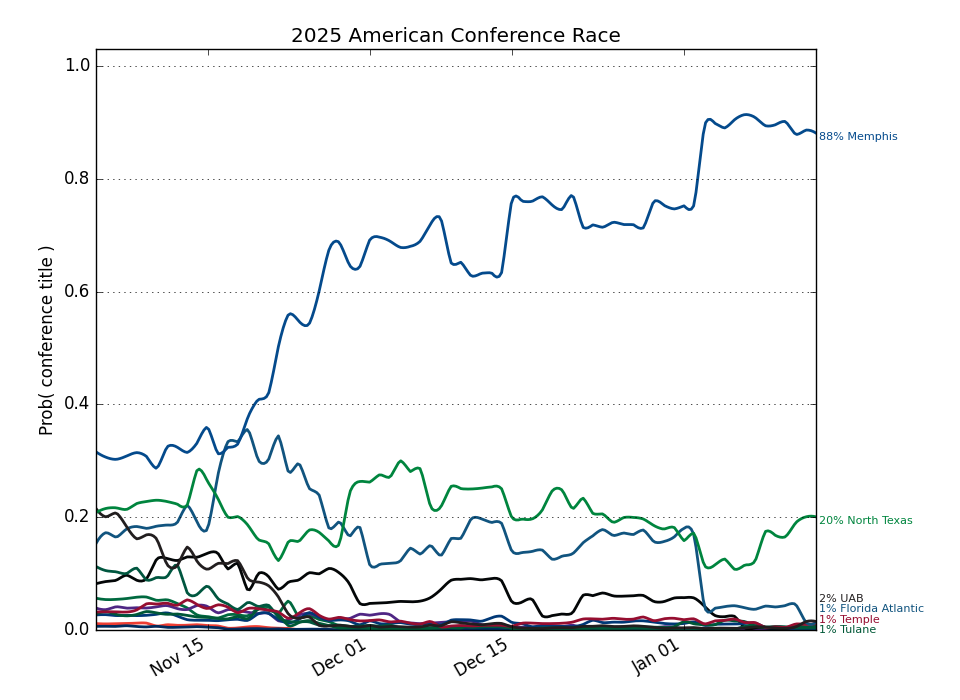 2025 American Conference Race
Prob( conference title )
1.0
0.8
0.6
0.4
0.2
0.0
Nov 15
Dec 01
Dec 15
Jan 01
88% Memphis
20% North Texas
2% UAB
1% Florida Atlantic
1% Temple
1% Tulane